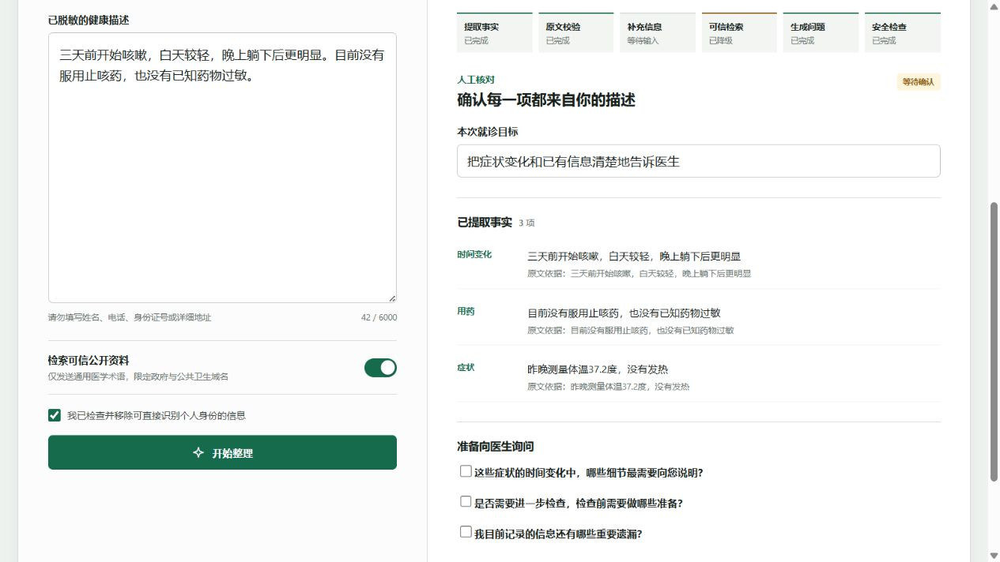 已脱敏的健康描述
三天前开始咳嗽，白天较轻，晚上躺下后更明显。目前没有
服用止咳药，也没有已知药物过敏。
请勿填写姓名、电话、身份证号或详细地址
42 / 6000
检索可信公开资料
仅发送通用医学术语，限定政府与公共卫生域名
我已检查并移除可直接识别个人身份的信息
开始整理
提取事实
已完成
原文校验
已完成
补充信息
等待输入
可信检索
已降级
生成问题
已完成
安全检查
已完成
人工核对
等待确认
确认每一项都来自你的描述
本次就诊目标
把症状变化和已有信息清楚地告诉医生
已提取事实 3 项
时间变化
三天前开始咳嗽，白天较轻，晚上躺下后更明显
原文依据：三天前开始咳嗽，白天较轻，晚上躺下后更明显
用药
目前没有服用止咳药，也没有已知药物过敏
原文依据：目前没有服用止咳药，也没有已知药物过敏
症状
昨晚测量体温37.2度，没有发热
原文依据：昨晚测量体温37.2度，没有发热
准备向医生询问
这些症状的时间变化中，哪些细节最需要向您说明？
是否需要进一步检查，检查前需要做哪些准备？
我目前记录的信息还有哪些重要遗漏？